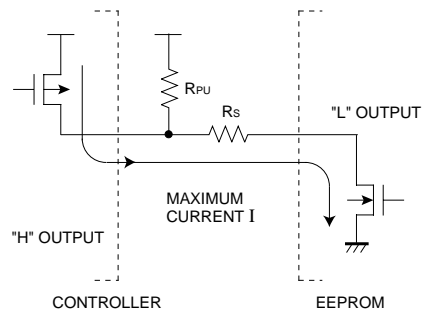 RPU
RS
"L" OUTPUT
MAXIMUM
CURRENT I
"H" OUTPUT
CONTROLLER
EEPROM